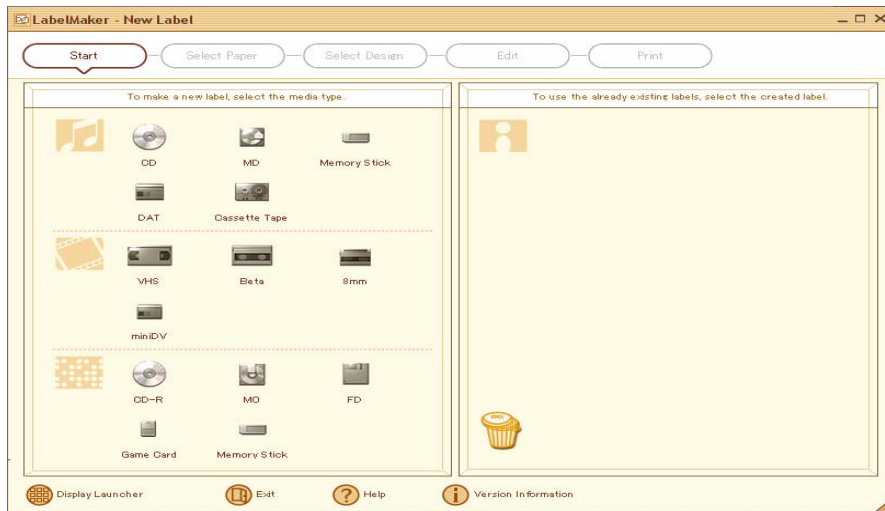 LabelMaker - New Label
Start
Select Paper
Select Design
Edit
Print
To make a new label, select the media type.
CD
MD
Memory Stick
DAT
Cassette Tape
VHS
Beta
8mm
miniDV
CD-R
MO
FD
Game Card
Memory Stick
To use the already existing labels, select the created label.
Display Launcher
Exit
? Help
i Version Information